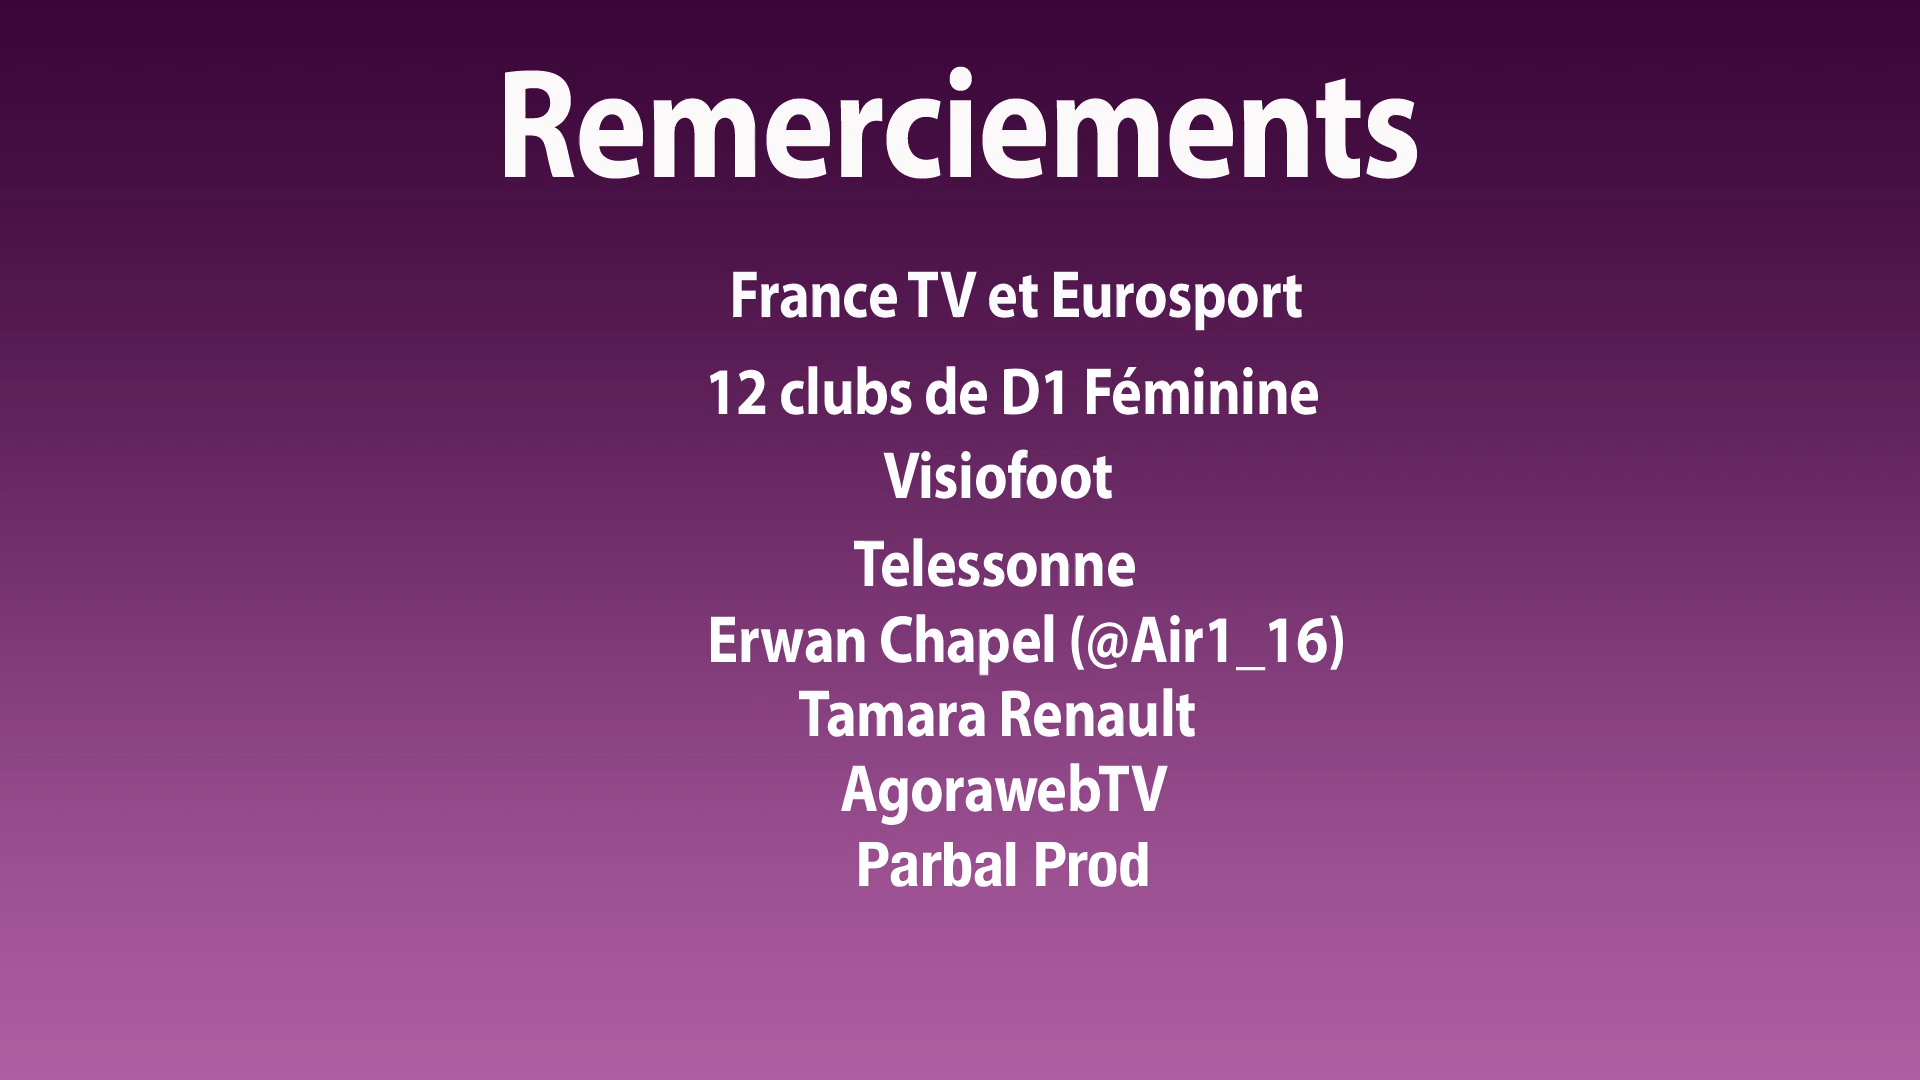 Remerciements
France TV et Eurosport
12 clubs de D1 Féminine
Visiofoot
Telessonne
Erwan Chapel (@Air1_16)
Tamara Renault
AgorawebTV
Parbal Prod